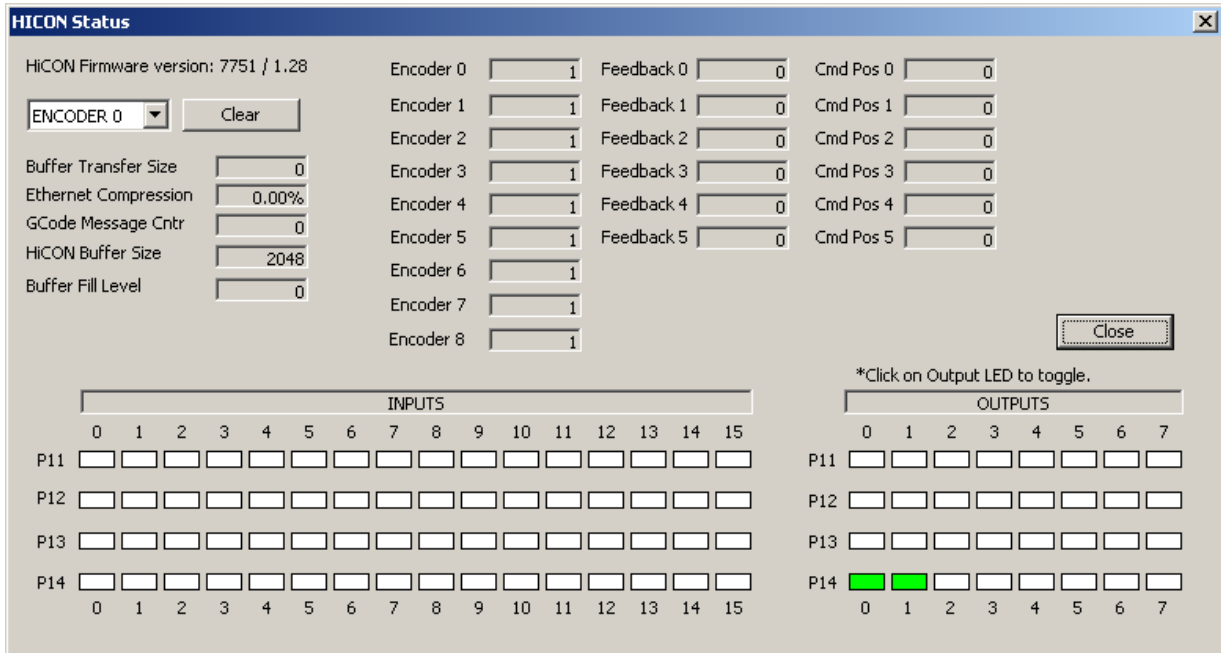 HICON Status
HiCON Firmware version: 7751 / 1.28
ENCODER 0 Clear
Buffer Transfer Size 0
Ethernet Compression 0.00%
GCode Message Cntr 0
HiCON Buffer Size 2048
Buffer Fill Level 0
Encoder 0 1
Encoder 1 1
Encoder 2 1
Encoder 3 1
Encoder 4 1
Encoder 5 1
Encoder 6 1
Encoder 7 1
Encoder 8 1
Feedback 0 0
Feedback 1 0
Feedback 2 0
Feedback 3 0
Feedback 4 0
Feedback 5 0
Cmd Pos 0 0
Cmd Pos 1 0
Cmd Pos 2 0
Cmd Pos 3 0
Cmd Pos 4 0
Cmd Pos 5 0
Close
*Click on Output LED to toggle.
INPUTS
0 1 2 3 4 5 6 7 8 9 10 11 12 13 14 15
P11
P12
P13
P14
0 1 2 3 4 5 6 7 8 9 10 11 12 13 14 15
OUTPUTS
0 1 2 3 4 5 6 7
P11
P12
P13
P14
0 1 2 3 4 5 6 7